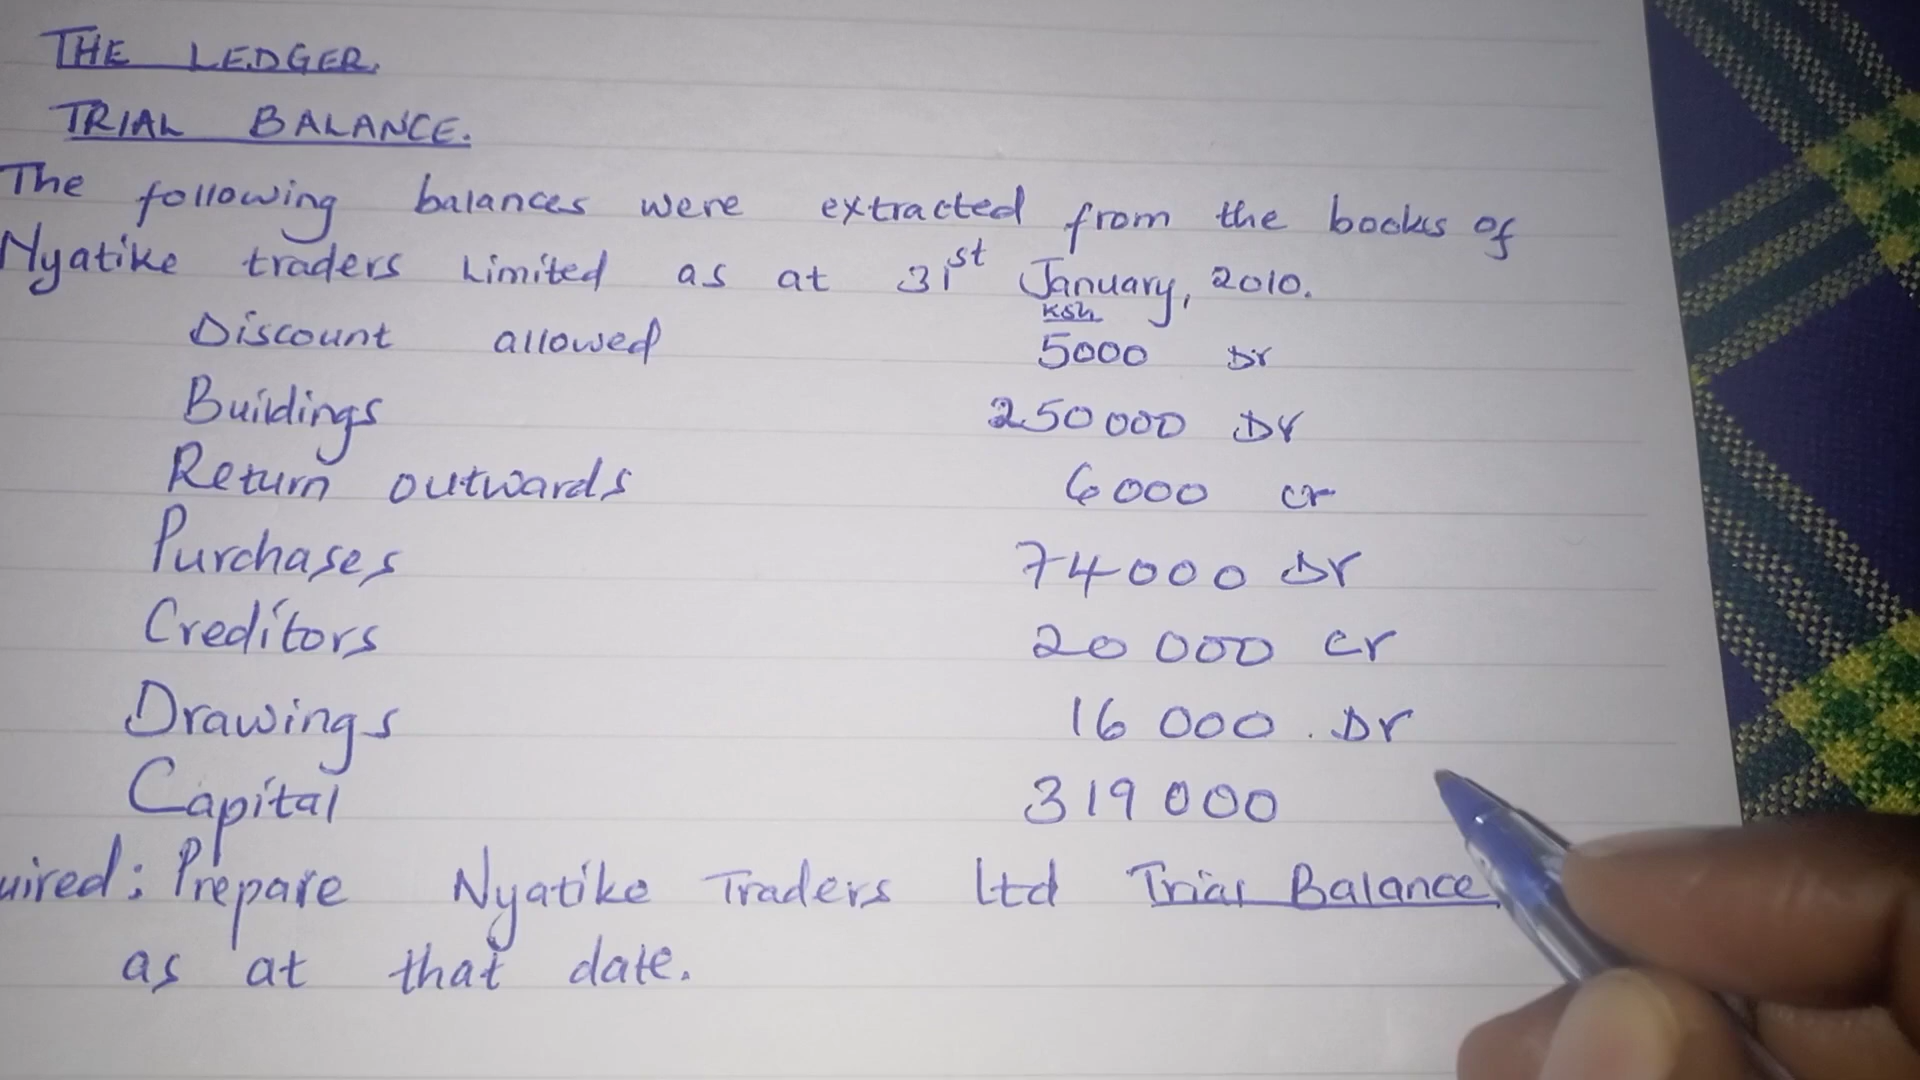 THE LEDGER.
TRIAL BALANCE.
The following balances were extracted from the books of
Nyatike traders Limited as at 31st January, 2010.
Ksh
Discount allowed 5000 Dr
Buildings 250000 Dr
Return outwards 6000 cr
Purchases 74000 Dr
Creditors 20000 cr
Drawings 16000. Dr
Capital 319000
uired: Prepare Nyatike Traders Ltd Trial Balance
as at that date.